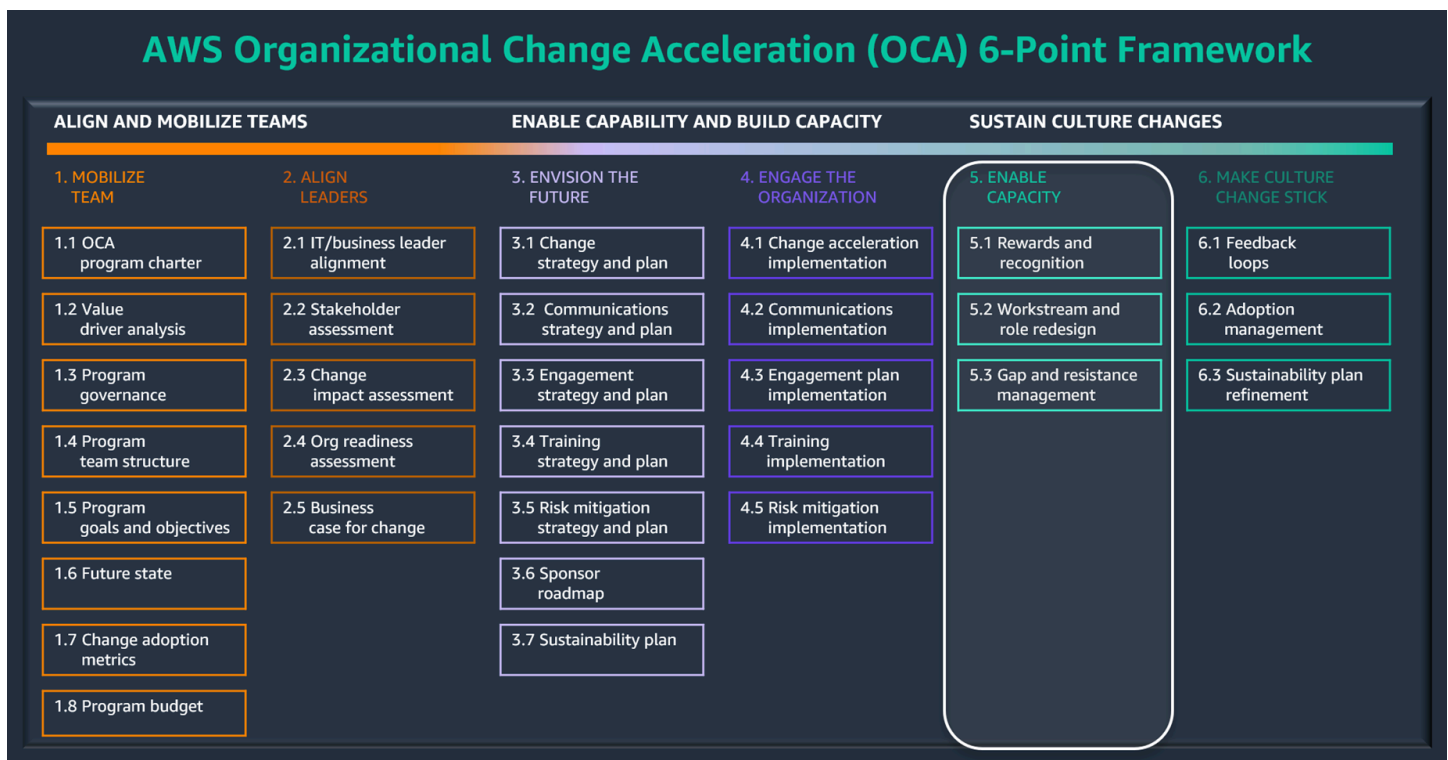 AWS Organizational Change Acceleration (OCA) 6-Point Framework
ALIGN AND MOBILIZE TEAMS
ENABLE CAPABILITY AND BUILD CAPACITY
SUSTAIN CULTURE CHANGES
1. MOBILIZE
TEAM
1.1 OCA
program charter
1.2 Value
driver analysis
1.3 Program
governance
1.4 Program
team structure
1.5 Program
goals and objectives
1.6 Future state
1.7 Change adoption
metrics
1.8 Program budget
2. ALIGN
LEADERS
2.1 IT/business leader
alignment
2.2 Stakeholder
assessment
2.3 Change
impact assessment
2.4 Org readiness
assessment
2.5 Business
case for change
3. ENVISION THE
FUTURE
3.1 Change
strategy and plan
3.2 Communications
strategy and plan
3.3 Engagement
strategy and plan
3.4 Training
strategy and plan
3.5 Risk mitigation
strategy and plan
3.6 Sponsor
roadmap
3.7 Sustainability plan
4. ENGAGE THE
ORGANIZATION
4.1 Change acceleration
implementation
4.2 Communications
implementation
4.3 Engagement plan
implementation
4.4 Training
implementation
4.5 Risk mitigation
implementation
5. ENABLE
CAPACITY
5.1 Rewards and
recognition
5.2 Workstream and
role redesign
5.3 Gap and resistance
management
6. MAKE CULTURE
CHANGE STICK
6.1 Feedback
loops
6.2 Adoption
management
6.3 Sustainability plan
refinement